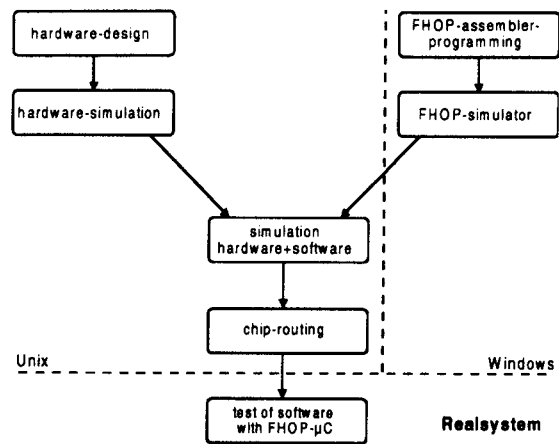 hardware-design
FHOP-assembler-
programming
hardware-simulation
FHOP-simulator
simulation
hardware+software
chip-routing
Unix
Windows
test of software
with FHOP-µC
Realsystem